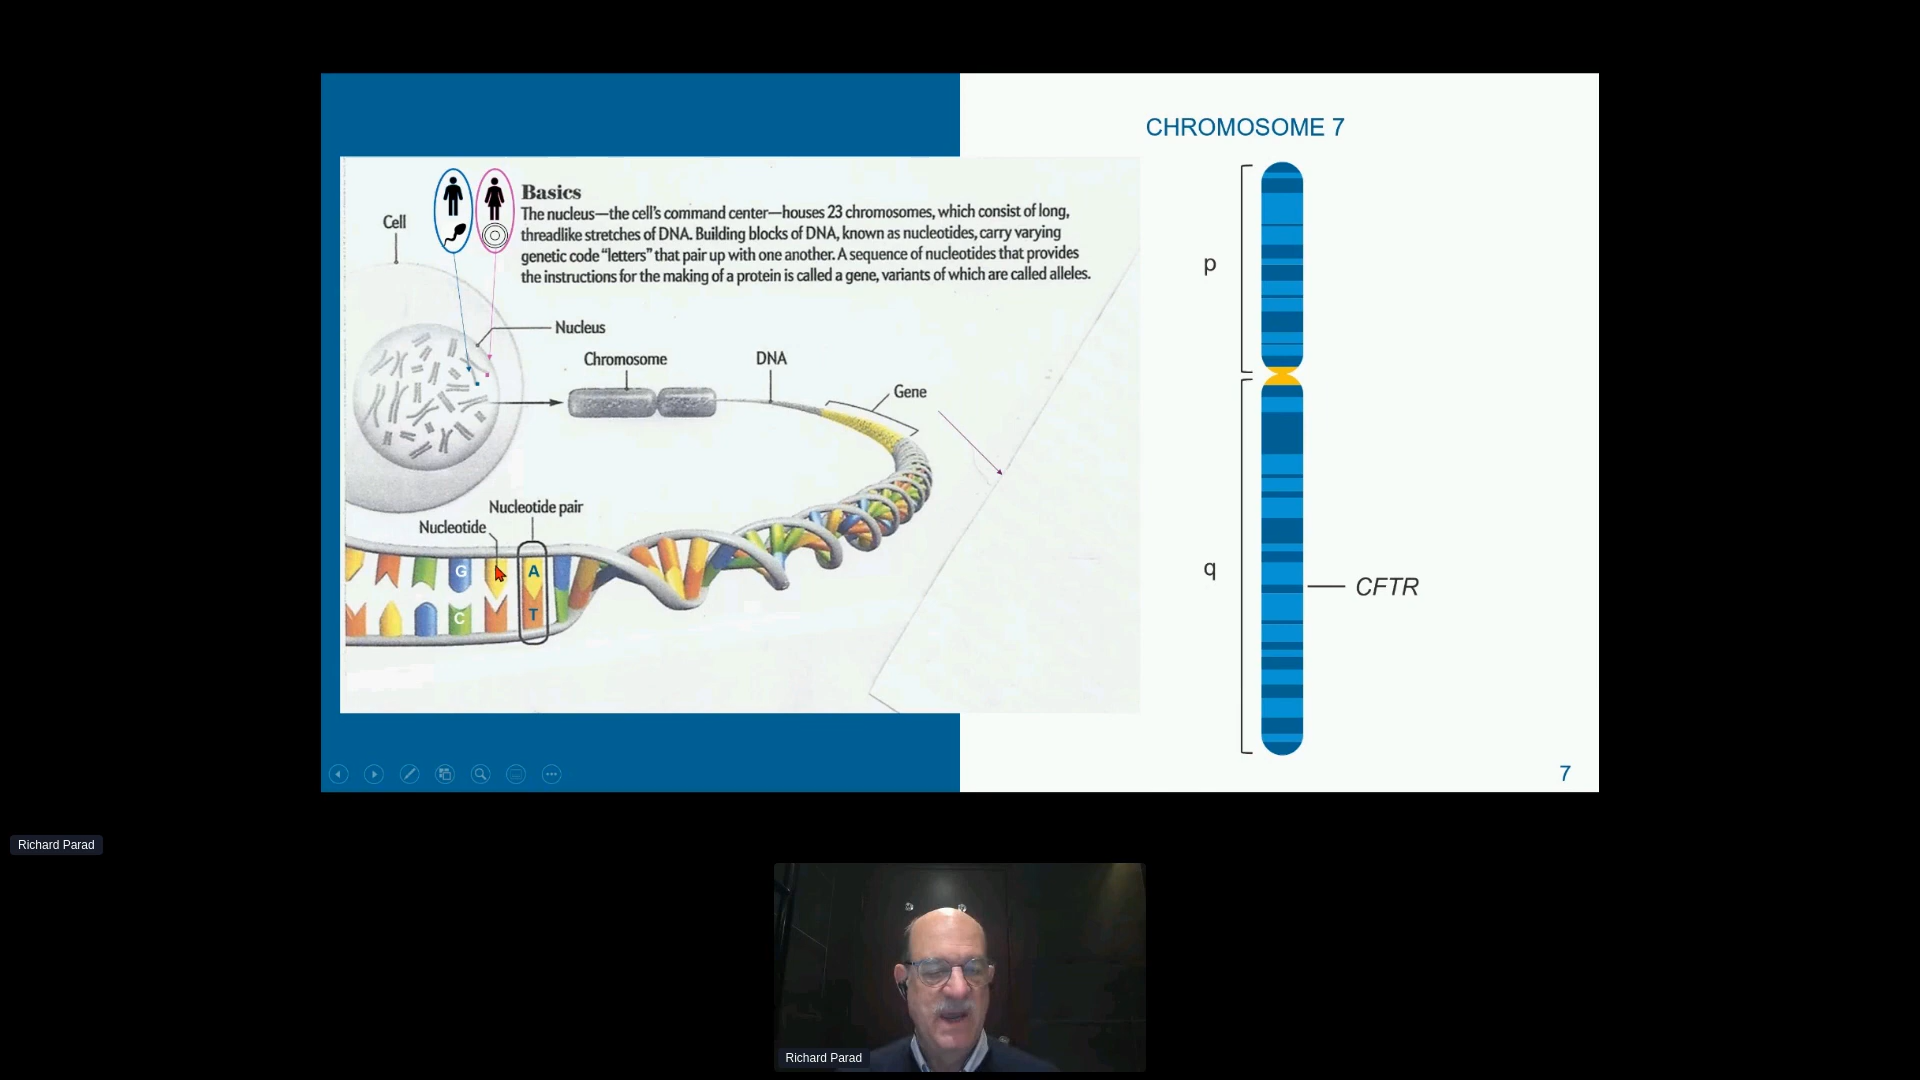 CHROMOSOME 7
Basics
The nucleus—the cell's command center—houses 23 chromosomes, which consist of long,
threadlike stretches of DNA. Building blocks of DNA, known as nucleotides, carry varying
genetic code “letters” that pair up with one another. A sequence of nucleotides that provides
the instructions for the making of a protein is called a gene, variants of which are called alleles.
Cell
Nucleus
Chromosome
DNA
Gene
Nucleotide pair
Nucleotide
G
A
C
T
p
q
CFTR
7
Richard Parad
Richard Parad